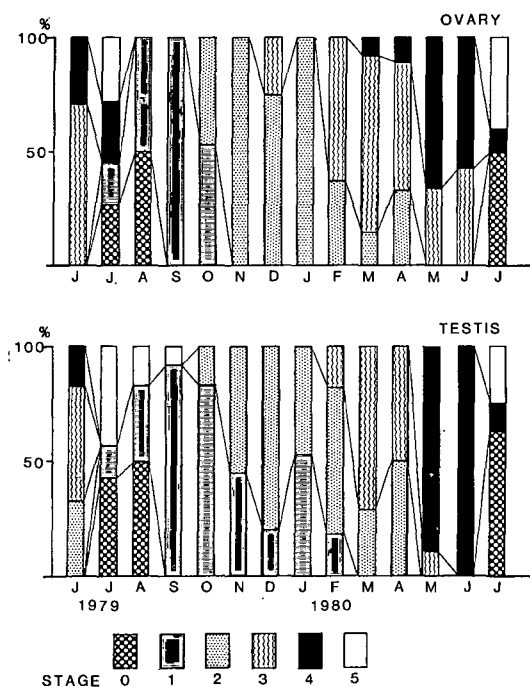 % OVARY
100
50
J J A S O N D J F M A M J J
% TESTIS
100
50
J J A S O N D J F M A M J J
1979 1980
STAGE 0 1 2 3 4 5